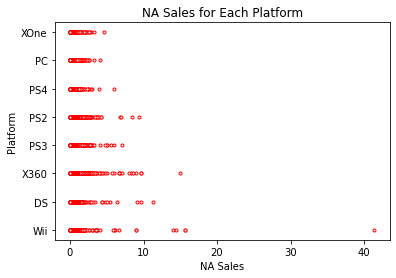 NA Sales for Each Platform
XOne
PC
PS4
PS2
PS3
X360
DS
Wii
Platform
0 10 20 30 40
NA Sales